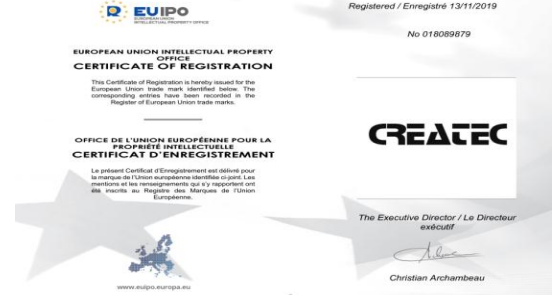 EUIPO
EUROPEAN UNION
INTELLECTUAL PROPERTY OFFICE
EUROPEAN UNION INTELLECTUAL PROPERTY
OFFICE
CERTIFICATE OF REGISTRATION
This Certificate of Registration is hereby issued for the
European Union trade mark identified below. The
corresponding entries have been recorded in the
Register of European Union trade marks.
OFFICE DE L'UNION EUROPÉENNE POUR LA
PROPRIÉTÉ INTELLECTUELLE
CERTIFICAT D'ENREGISTREMENT
Le présent Certificat d'Enregistrement est délivré pour
la marque de l'Union européenne identifiée ci-joint. Les
mentions et les renseignements qui s'y rapportent ont
été inscrits au Registre des Marques de l'Union
Européenne.
www.euipo.europa.eu
Registered / Enregistré 13/11/2019
No 018089879
CREATEC
The Executive Director / Le Directeur
exécutif
Christian Archambeau